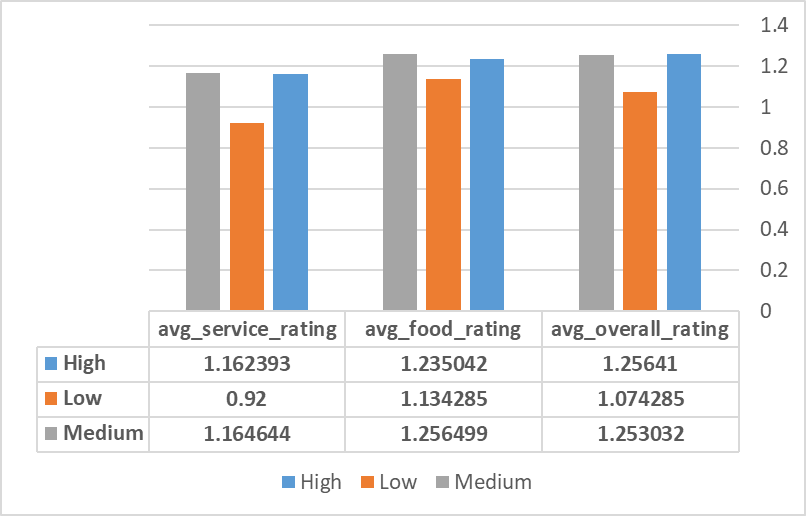 1.4
1.2
1
0.8
0.6
0.4
0.2
0
avg_service_rating avg_food_rating avg_overall_rating
High 1.162393 1.235042 1.25641
Low 0.92 1.134285 1.074285
Medium 1.164644 1.256499 1.253032
High Low Medium